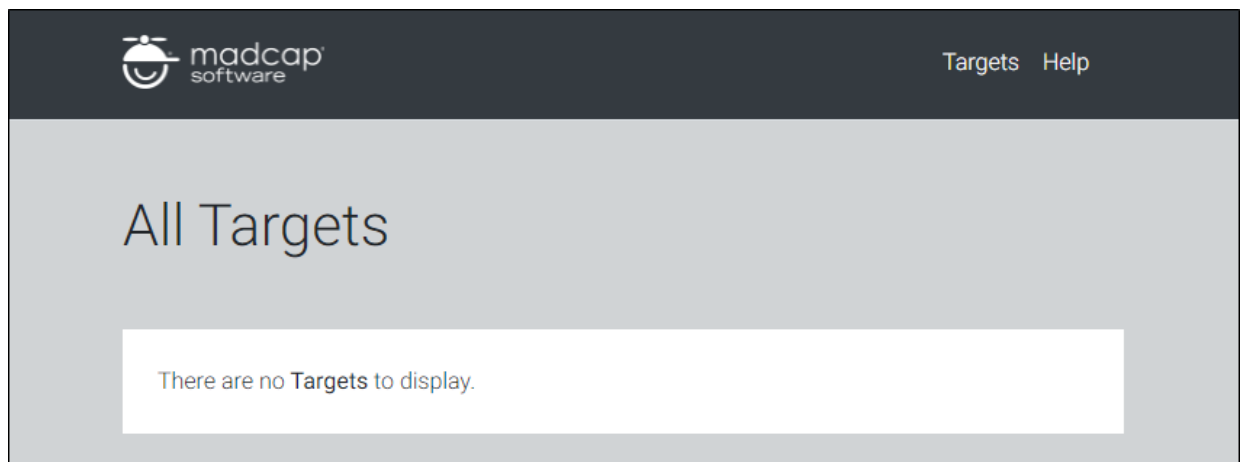 madcap
software
Targets Help
All Targets
There are no Targets to display.